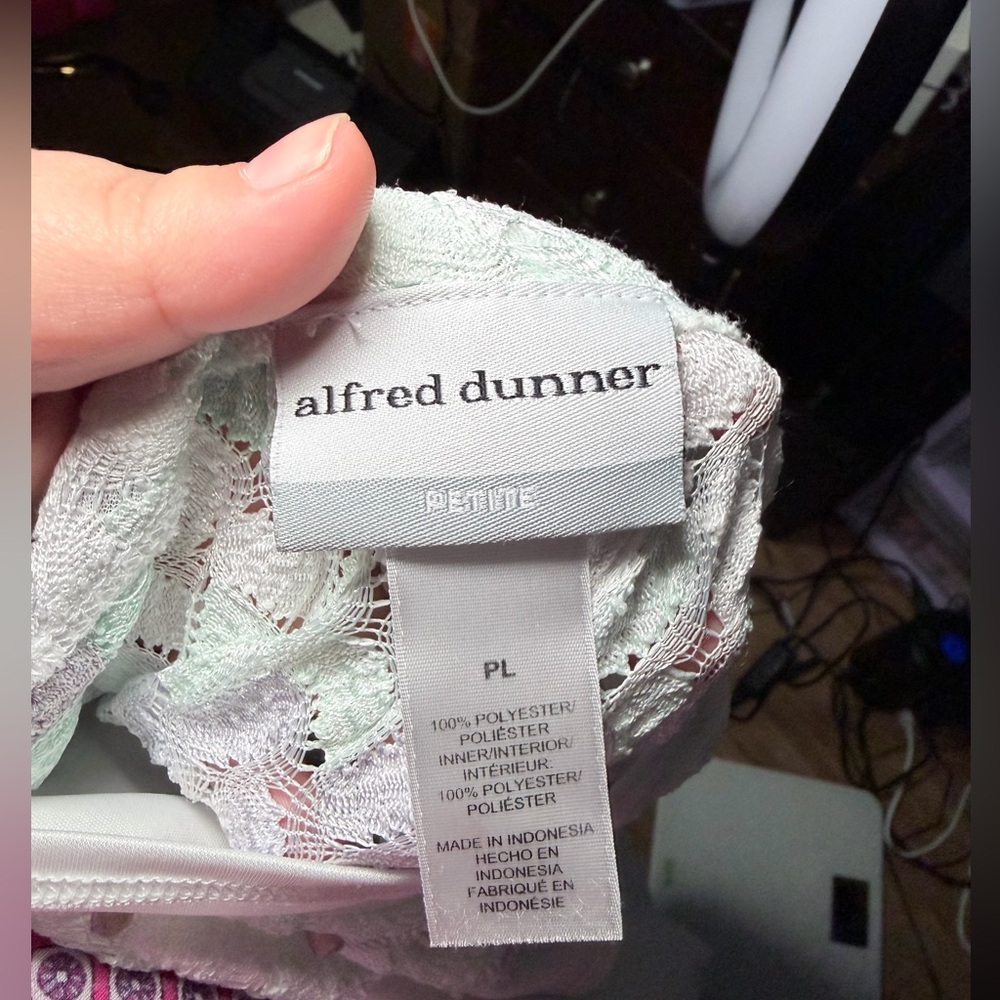 alfred dunner
PETITE
PL
100% POLYESTER/
POLIÉSTER
INNER/INTERIOR/
INTÉRIEUR:
100% POLYESTER/
POLIÉSTER
MADE IN INDONESIA
HECHO EN
INDONESIA
FABRIQUÉ EN
INDONÉSIE